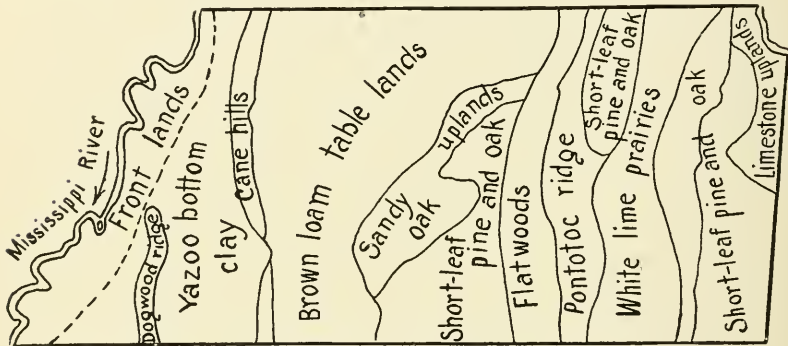 Mississippi River
Front lands
Dogwood ridge
Yazoo bottom
clay
Cane hills
Brown loam table lands
Sandy
oak
uplands
Short-leaf
pine and oak
Flatwoods
Pontotoc ridge
Short-leaf
pine and oak
White lime prairies
Short-leaf pine and oak
Limestone uplands